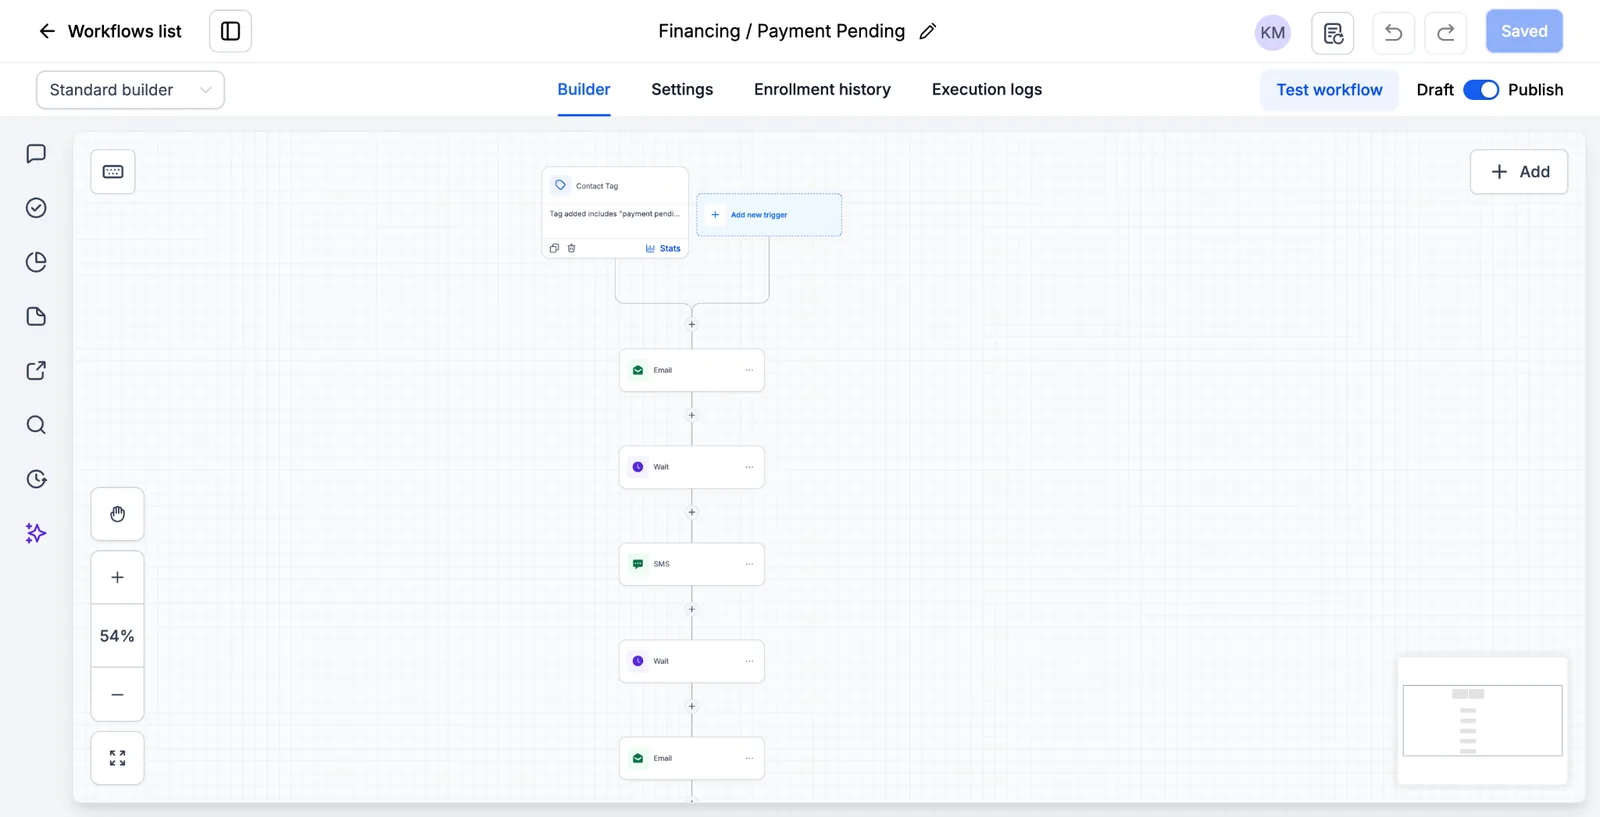 Workflows list
Financing / Payment Pending
KM
Saved
Standard builder
Builder
Settings
Enrollment history
Execution logs
Test workflow
Draft
Publish
Add
Contact Tag
Tag added includes "payment pendi...
Stats
Add new trigger
Email
Wait
SMS
Wait
Email
54%